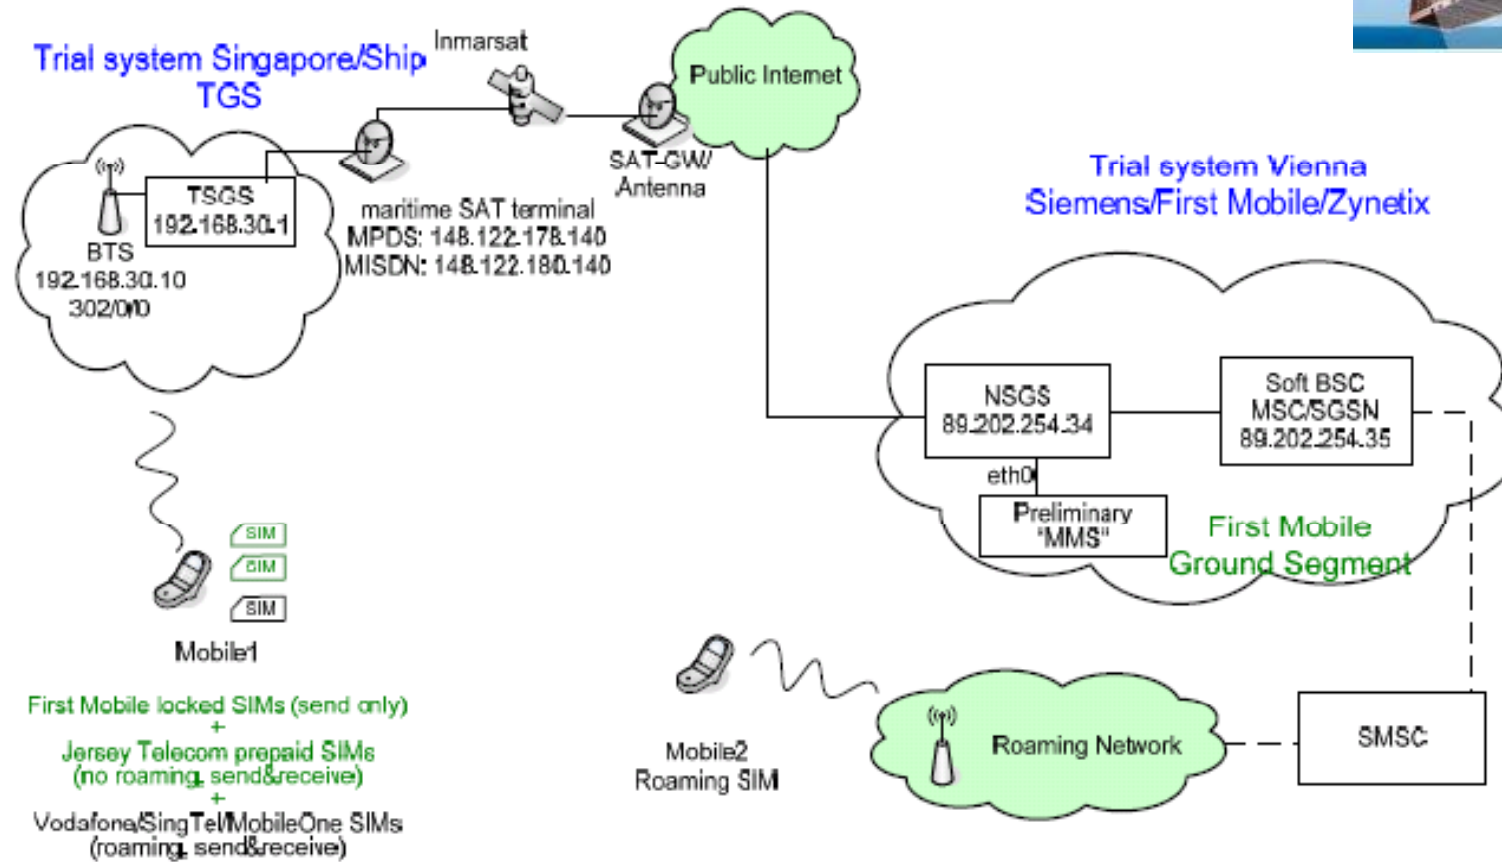 Trial system Singapore/Ship
TGS
Inmarsat
Public Internet
SAT-GW/
Antenna
TSGS
192.168.30.1
BTS
192.168.30.10
302/0/0
maritime SAT terminal
MPDS: 148.122.178.140
MISDN: 148.122.180.140
Trial system Vienna
Siemens/First Mobile/Zynetix
NSGS
89.202.254.34
Soft BSC
MSC/SGSN
89.202.254.35
eth0
Preliminary
"MMS"
First Mobile
Ground Segment
SIM
SIM
SIM
Mobile1
First Mobile locked SIMs (send only)
+
Jersey Telecom prepaid SIMs
(no roaming, send&receive)
+
Vodafone/SingTel/MobileOne SIMs
(roaming, send&receive)
Mobile2
Roaming SIM
Roaming Network
SMSC